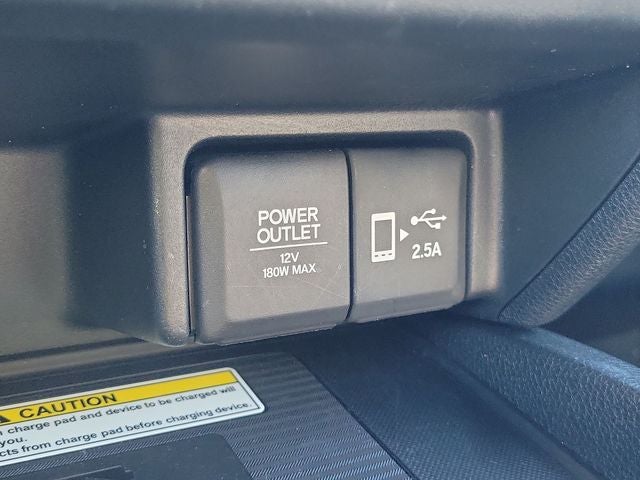 POWER
OUTLET
12V
180W MAX
2.5A
CAUTION
charge pad and device to be charged will
you.
from charge pad before charging device.